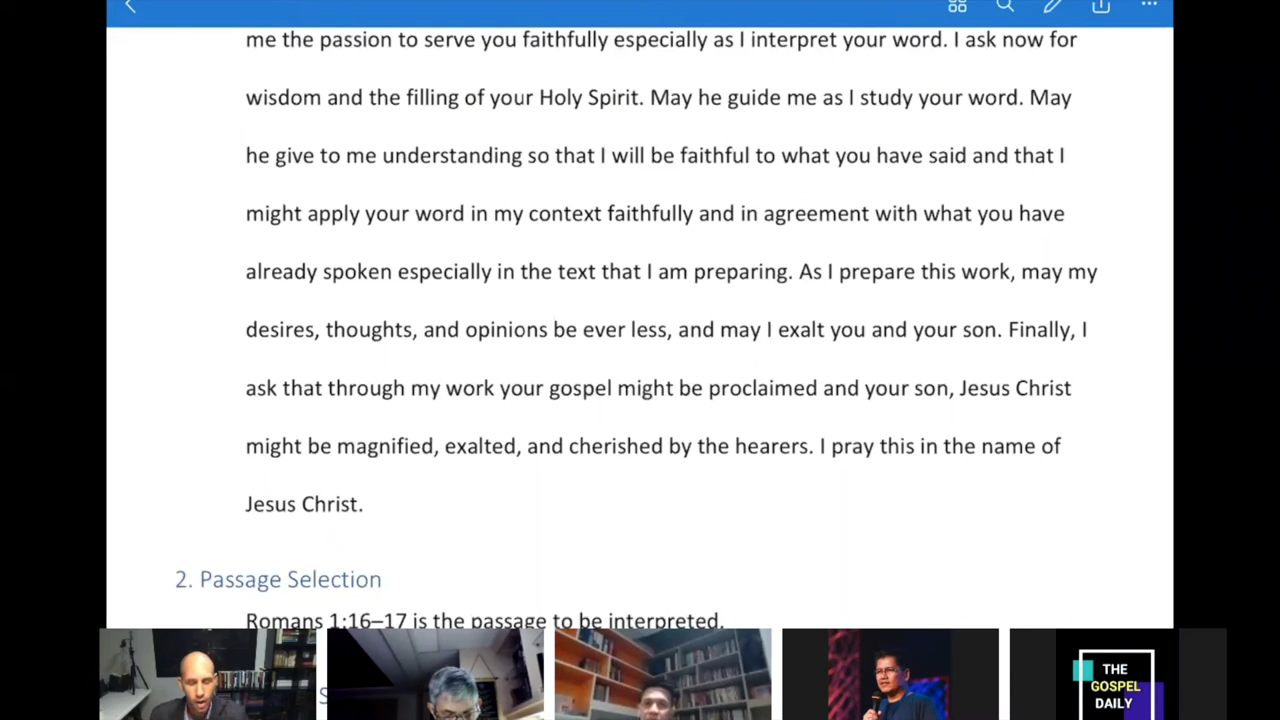 me the passion to serve you faithfully especially as I interpret your word. I ask now for
wisdom and the filling of your Holy Spirit. May he guide me as I study your word. May
he give to me understanding so that I will be faithful to what you have said and that I
might apply your word in my context faithfully and in agreement with what you have
already spoken especially in the text that I am preparing. As I prepare this work, may my
desires, thoughts, and opinions be ever less, and may I exalt you and your son. Finally, I
ask that through my work your gospel might be proclaimed and your son, Jesus Christ
might be magnified, exalted, and cherished by the hearers. I pray this in the name of
Jesus Christ.
2. Passage Selection
Romans 1:16–17 is the passage to be interpreted.
THE
GOSPEL
DAILY